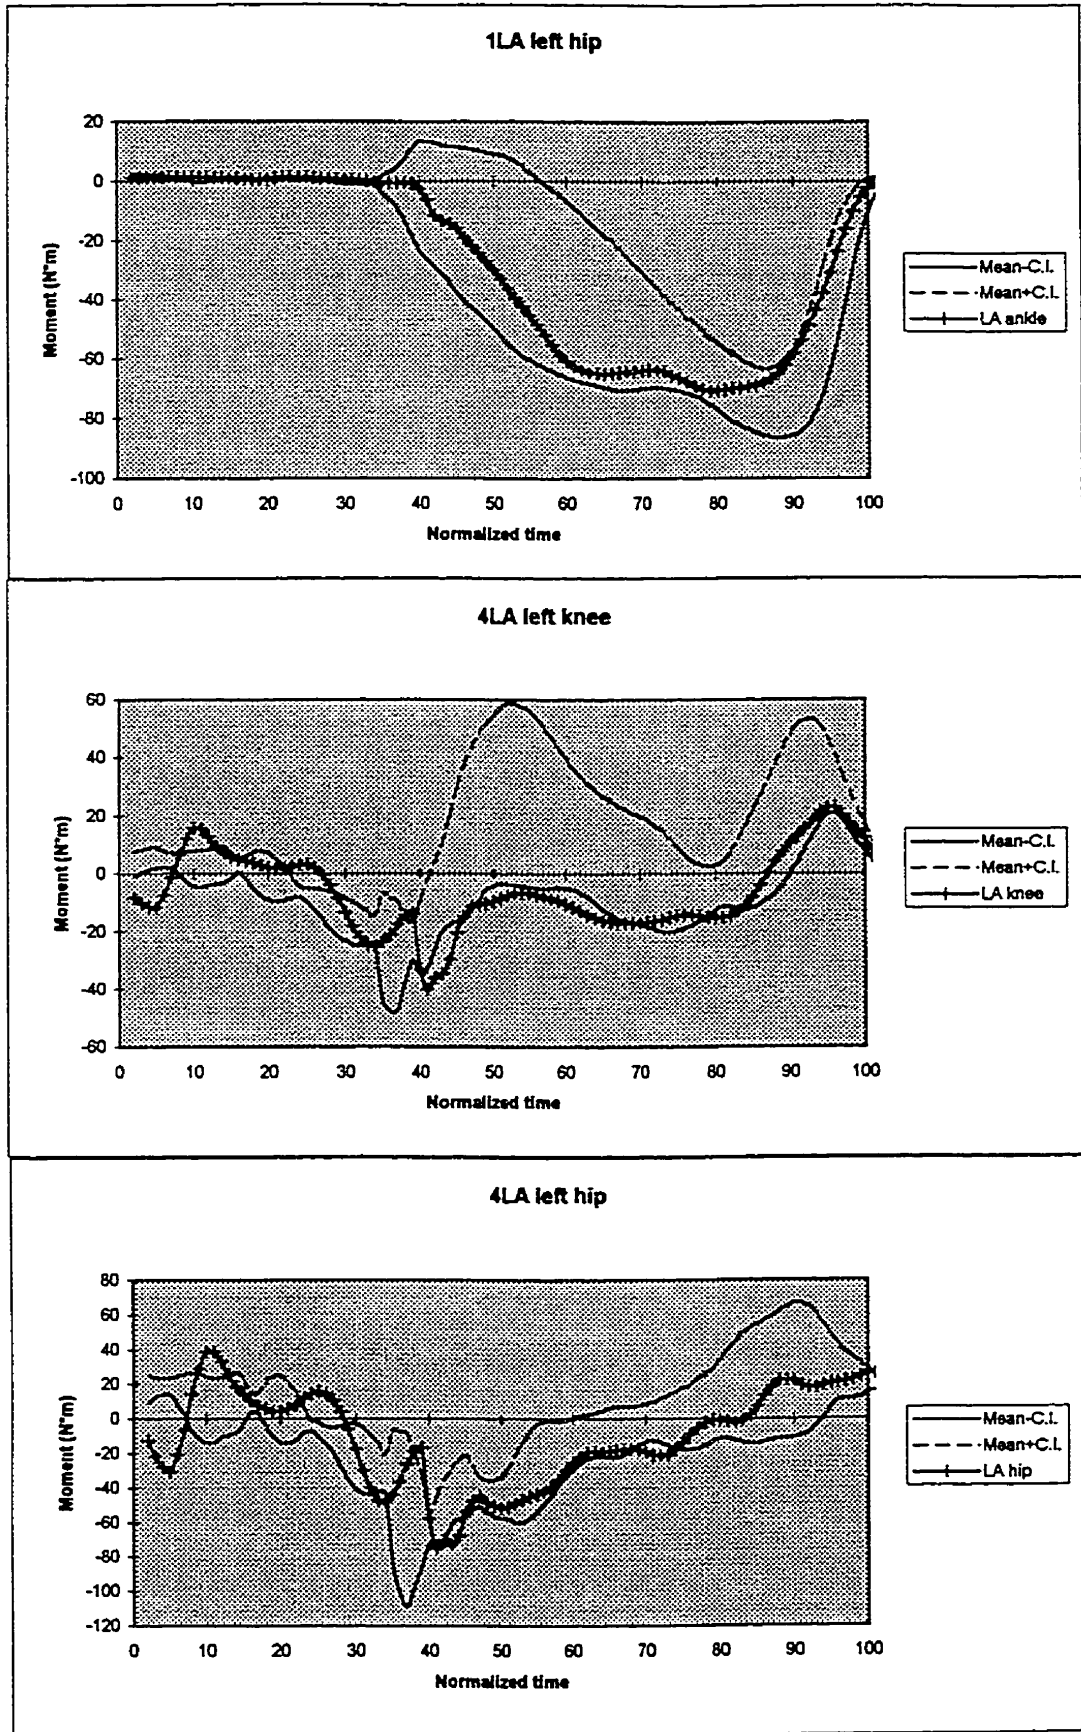 1LA left hip
20
0
-20
-40
-60
-80
-100
Moment (N*m)
0 10 20 30 40 50 60 70 80 90 100
Normalized time
Mean-C.I.
Mean+C.I.
LA ankle
4LA left knee
60
40
20
0
-20
-40
-60
Moment (N*m)
0 10 20 30 40 50 60 70 80 90 100
Normalized time
Mean-C.I.
Mean+C.I.
LA knee
4LA left hip
80
60
40
20
0
-20
-40
-60
-80
-100
-120
Moment (N*m)
0 10 20 30 40 50 60 70 80 90 100
Normalized time
Mean-C.I.
Mean+C.I.
LA hip